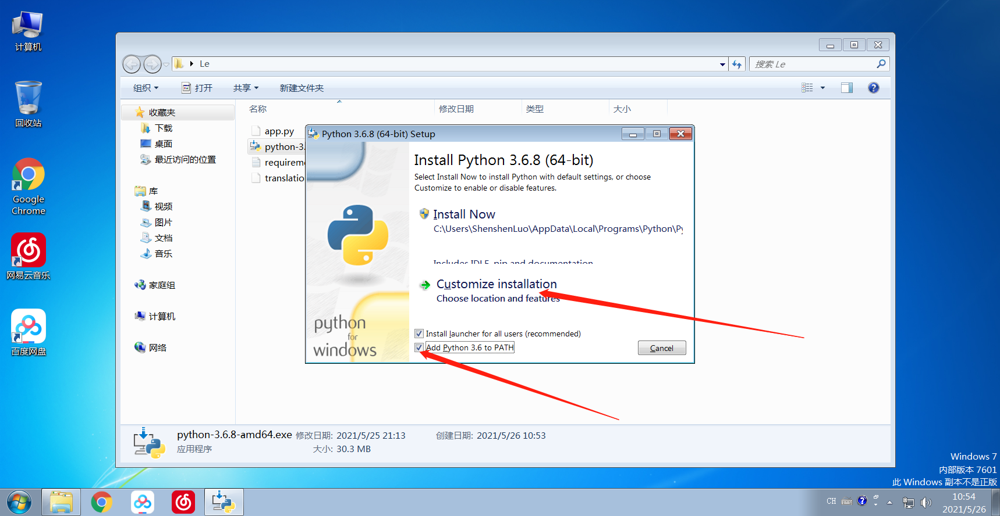 计算机
回收站
Google
Chrome
网易云音乐
百度网盘
Le
搜索 Le
组织
打开
共享
新建文件夹
收藏夹
下载
桌面
最近访问的位置
库
视频
图片
文档
音乐
家庭组
计算机
网络
名称
修改日期
类型
大小
app.py
python-3.
requirem
translatio
Python 3.6.8 (64-bit) Setup
Install Python 3.6.8 (64-bit)
Select Install Now to install Python with default settings, or choose
Customize to enable or disable features.
Install Now
C:\Users\ShenshenLuo\AppData\Local\Programs\Python\Py
Includes IDLE, pip and documentation
Customize installation
Choose location and features
Install launcher for all users (recommended)
Add Python 3.6 to PATH
Cancel
python
for
windows
python-3.6.8-amd64.exe 修改日期: 2021/5/25 21:13 创建日期: 2021/5/26 10:53
应用程序 大小: 30.3 MB
Windows 7
内部版本 7601
此 Windows 副本不是正版
CH
10:54
2021/5/26